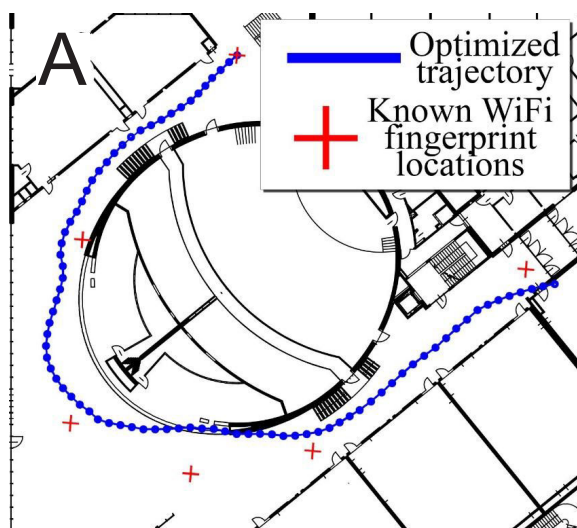 A
Optimized
trajectory
Known WiFi
fingerprint
locations